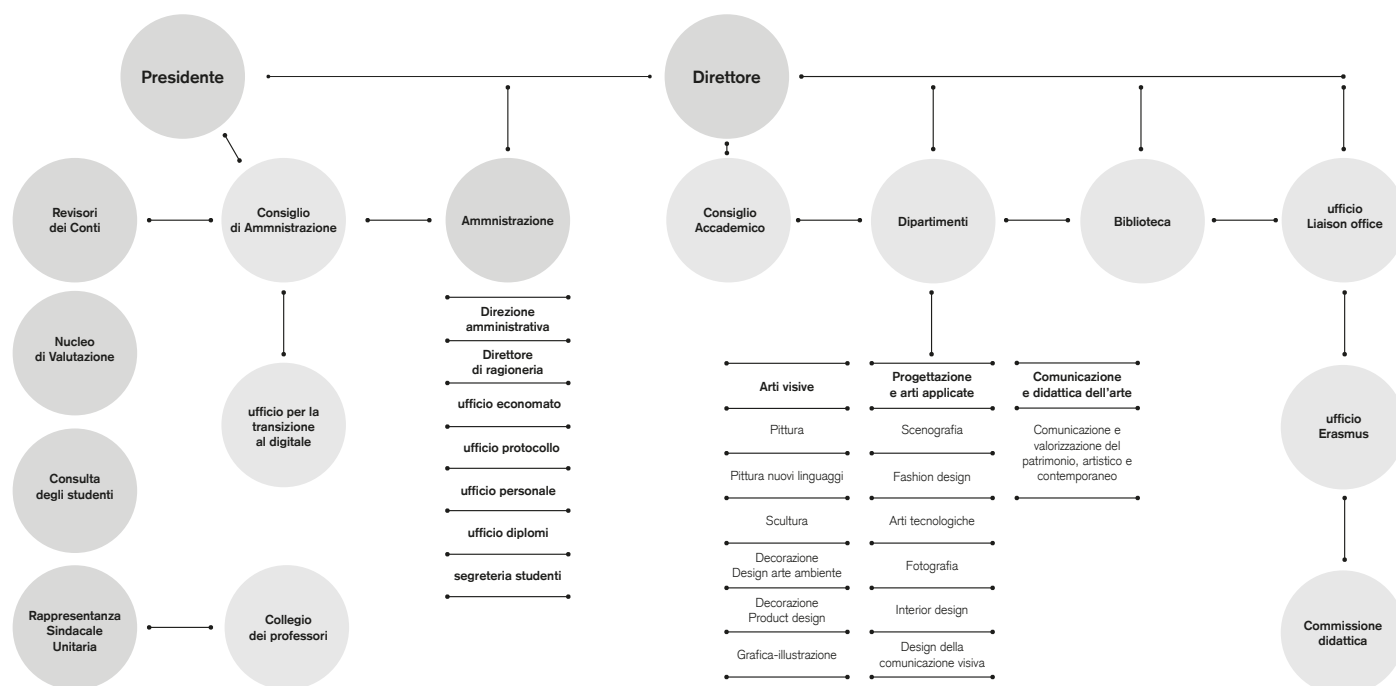 Presidente
Direttore
Revisori
dei Conti
Consiglio
di Ammnistrazione
Ammnistrazione
Consiglio
Accademico
Dipartimenti
Biblioteca
ufficio
Liaison office
Nucleo
di Valutazione
Consulta
degli studenti
Rappresentanza
Sindacale
Unitaria
ufficio per la
transizione
al digitale
Collegio
dei professori
Direzione
amministrativa
Direttore
di ragioneria
ufficio economato
ufficio protocollo
ufficio personale
ufficio diplomi
segreteria studenti
Arti visive
Pittura
Pittura nuovi linguaggi
Scultura
Decorazione
Design arte ambiente
Decorazione
Product design
Grafica-illustrazione
Progettazione
e arti applicate
Scenografia
Fashion design
Arti tecnologiche
Fotografia
Interior design
Design della
comunicazione visiva
Comunicazione
e didattica dell'arte
Comunicazione e
valorizzazione del
patrimonio, artistico e
contemporaneo
ufficio
Erasmus
Commissione
didattica